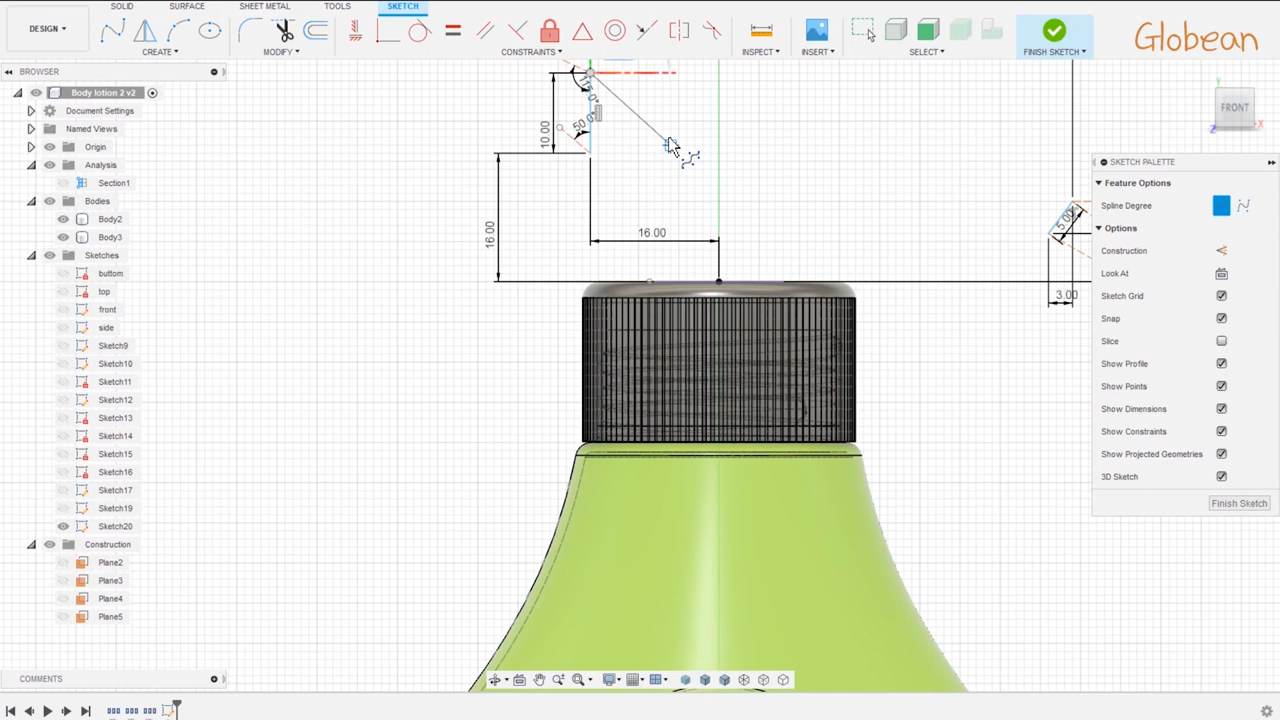 SOLID
SURFACE
SHEET METAL
TOOLS
SKETCH
Globean
DESIGN
CREATE
MODIFY
CONSTRAINTS
INSPECT
INSERT
SELECT
FINISH SKETCH
BROWSER
Body lotion 2 v2
Document Settings
Named Views
Origin
Analysis
Section1
Bodies
Body2
Body3
Sketches
buttom
top
front
side
Sketch9
Sketch10
Sketch11
Sketch12
Sketch13
Sketch14
Sketch15
Sketch16
Sketch17
Sketch19
Sketch20
Construction
Plane2
Plane3
Plane4
Plane5
COMMENTS
10.00
50.0°
16.00
16.00
5.00
3.00
FRONT
Y
X
Z
SKETCH PALETTE
Feature Options
Spline Degree
Options
Construction
Look At
Sketch Grid
Snap
Slice
Show Profile
Show Points
Show Dimensions
Show Constraints
Show Projected Geometries
3D Sketch
Finish Sketch